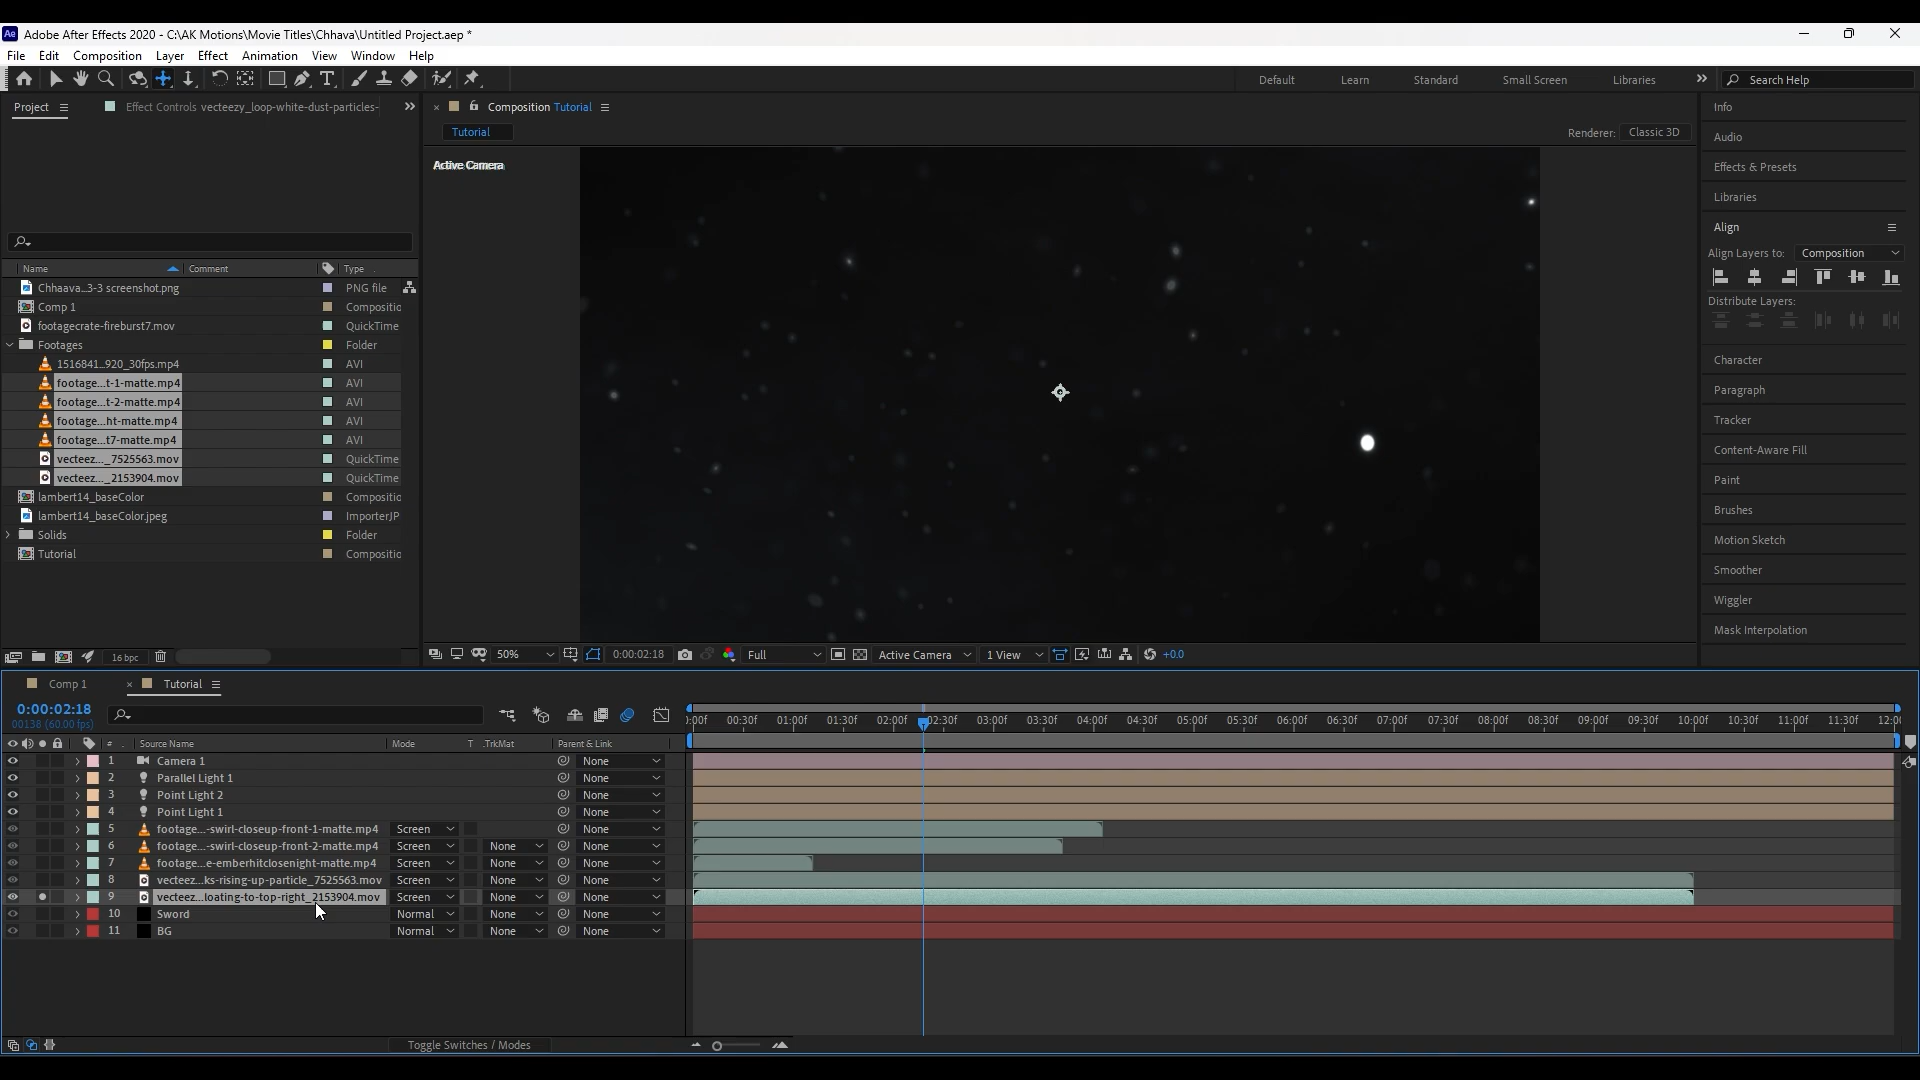 Adobe After Effects 2020 - C:\AK Motions\Movie Titles\Chhava\Untitled Project.aep *
File Edit Composition Layer Effect Animation View Window Help
Default Learn Standard Small Screen Libraries Search Help
Project Effect Controls vecteezy_loop-white-dust-particles-
Composition Tutorial
Tutorial
Renderer: Classic 3D
Active Camera
Name Comment Type
Chhaava...3-3 screenshot.png PNG file
Comp 1 Compositio
footagecrate-fireburst7.mov QuickTime
Footages Folder
1516841...920_30fps.mp4 AVI
footage...t-1-matte.mp4 AVI
footage...t-2-matte.mp4 AVI
footage...ht-matte.mp4 AVI
footage...t7-matte.mp4 AVI
vecteez..._7525563.mov QuickTime
vecteez..._2153904.mov QuickTime
lambert14_baseColor Compositio
lambert14_baseColor.jpeg ImporterJP
Solids Folder
Tutorial Compositio
16 bpc
50% 0:00:02:18 Full Active Camera 1 View +0.0
Info
Audio
Effects & Presets
Libraries
Align
Align Layers to: Composition
Distribute Layers:
Character
Paragraph
Tracker
Content-Aware Fill
Paint
Brushes
Motion Sketch
Smoother
Wiggler
Mask Interpolation
Comp 1 Tutorial
0:00:02:18
00138 (60.00 fps)
):00f 00:30f 01:00f 01:30f 02:00f 02:30f 03:00f 03:30f 04:00f 04:30f 05:00f 05:30f 06:00f 06:30f 07:00f 07:30f 08:00f 08:30f 09:00f 09:30f 10:00f 10:30f 11:00f 11:30f 12:00
# Source Name Mode T .TrkMat Parent & Link
1 Camera 1 None
2 Parallel Light 1 None
3 Point Light 2 None
4 Point Light 1 None
5 footage...-swirl-closeup-front-1-matte.mp4 Screen None
6 footage...-swirl-closeup-front-2-matte.mp4 Screen None None
7 footage...e-emberhitclosenight-matte.mp4 Screen None None
8 vecteez...ks-rising-up-particle_7525563.mov Screen None None
9 vecteez...loating-to-top-right_2153904.mov Screen None None
10 Sword Normal None None
11 BG Normal None None
Toggle Switches / Modes